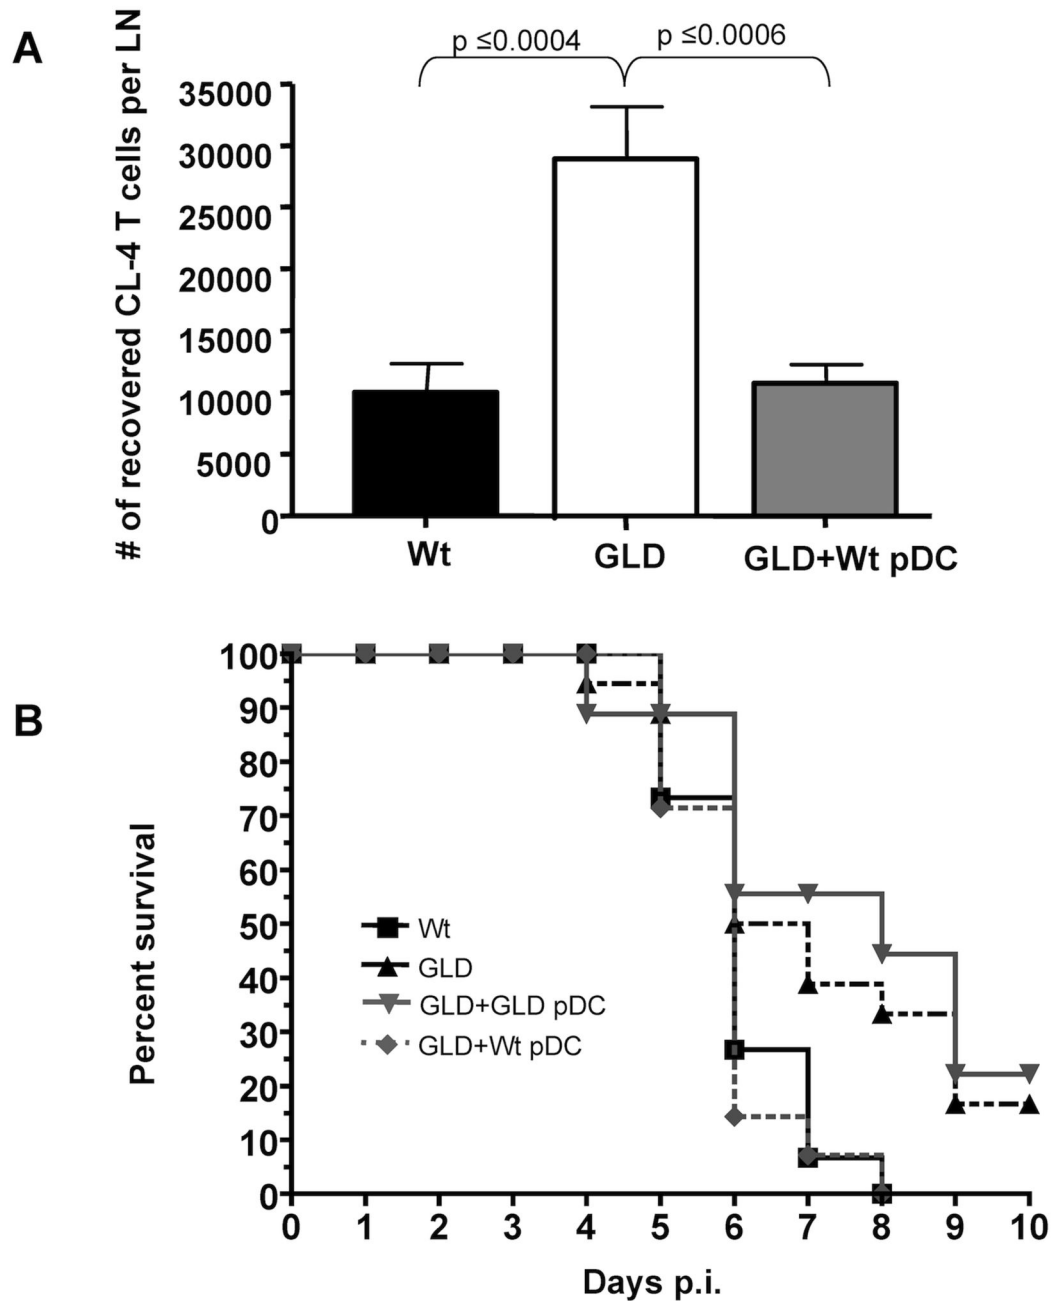 A
p ≤0.0004
p ≤0.0006
# of recovered CL-4 T cells per LN
35000
30000
25000
20000
15000
10000
5000
0
Wt
GLD
GLD+Wt pDC
B
Percent survival
100
90
80
70
60
50
40
30
20
10
0
Wt
GLD
GLD+GLD pDC
GLD+Wt pDC
0 1 2 3 4 5 6 7 8 9 10
Days p.i.